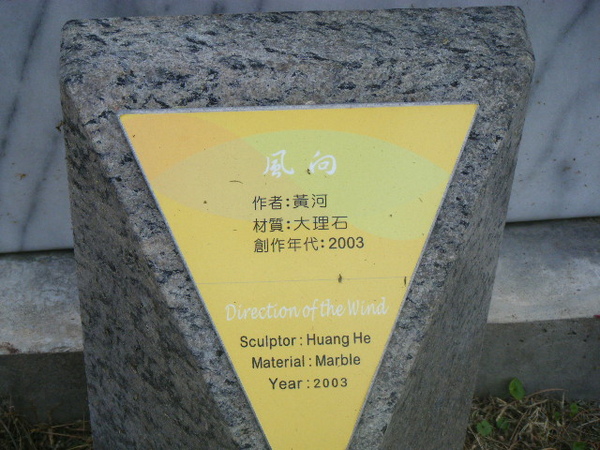 風向
作者:黃河
材質:大理石
創作年代:2003
Direction of the Wind
Sculptor : Huang He
Material : Marble
Year : 2003